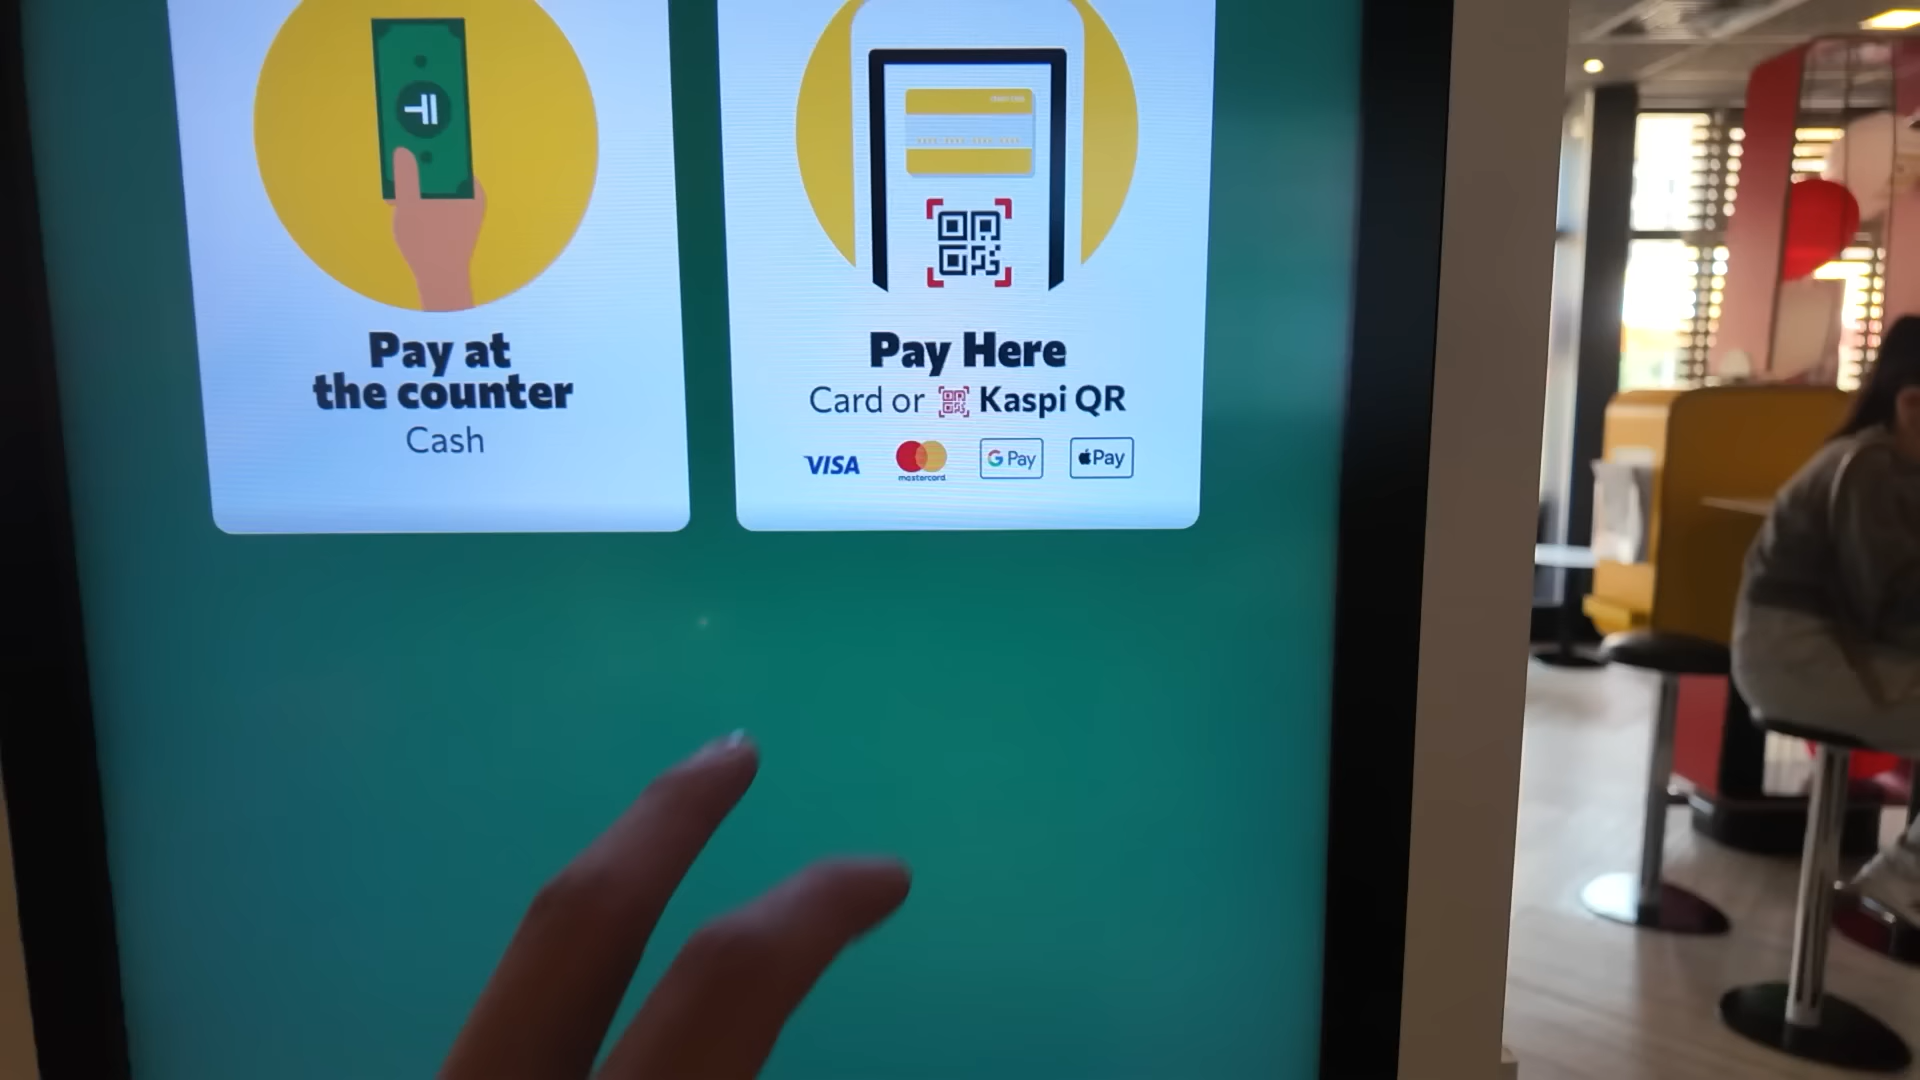 Pay at
the counter
Cash
Pay Here
Card or Kaspi QR
VISA
mastercard
G Pay
Pay